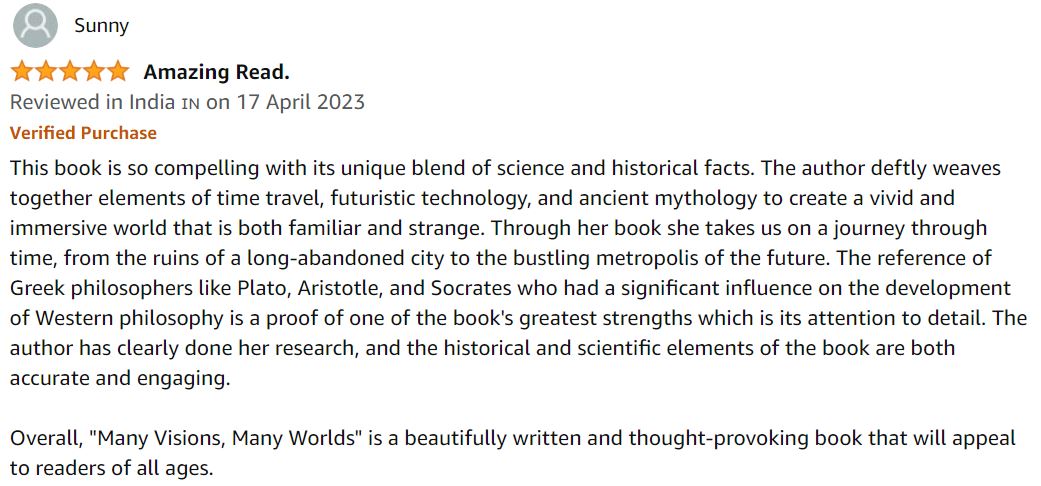 Sunny
Amazing Read.
Reviewed in India IN on 17 April 2023
Verified Purchase
This book is so compelling with its unique blend of science and historical facts. The author deftly weaves
together elements of time travel, futuristic technology, and ancient mythology to create a vivid and
immersive world that is both familiar and strange. Through her book she takes us on a journey through
time, from the ruins of a long-abandoned city to the bustling metropolis of the future. The reference of
Greek philosophers like Plato, Aristotle, and Socrates who had a significant influence on the development
of Western philosophy is a proof of one of the book's greatest strengths which is its attention to detail. The
author has clearly done her research, and the historical and scientific elements of the book are both
accurate and engaging.
Overall, "Many Visions, Many Worlds" is a beautifully written and thought-provoking book that will appeal
to readers of all ages.